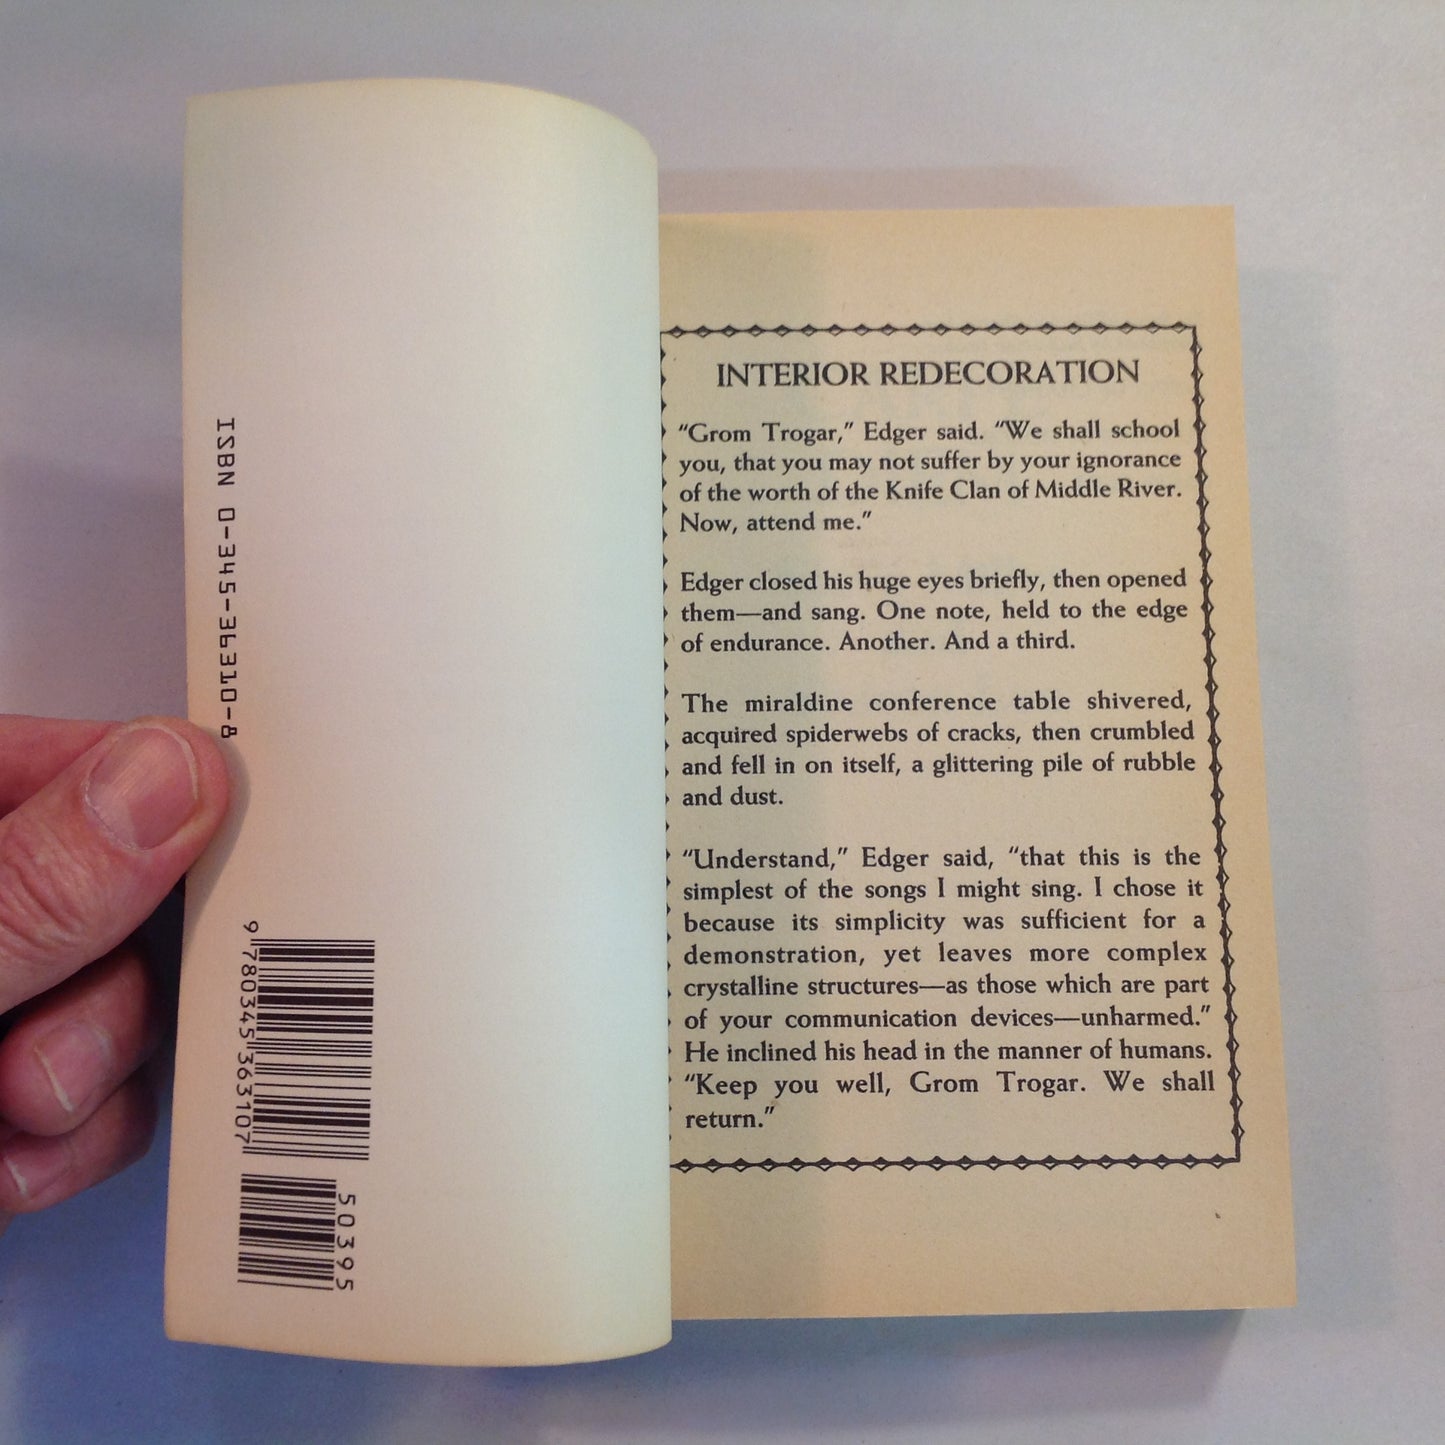 ISBN 0-345-36310-8
9 780345 363107
50395
INTERIOR REDECORATION
“Grom Trogar,” Edger said. “We shall school
you, that you may not suffer by your ignorance
of the worth of the Knife Clan of Middle River.
Now, attend me.”
Edger closed his huge eyes briefly, then opened
them—and sang. One note, held to the edge
of endurance. Another. And a third.
The miraldine conference table shivered,
acquired spiderwebs of cracks, then crumbled
and fell in on itself, a glittering pile of rubble
and dust.
“Understand,” Edger said, “that this is the
simplest of the songs I might sing. I chose it
because its simplicity was sufficient for a
demonstration, yet leaves more complex
crystalline structures—as those which are part
of your communication devices—unharmed.”
He inclined his head in the manner of humans.
“Keep you well, Grom Trogar. We shall
return.”